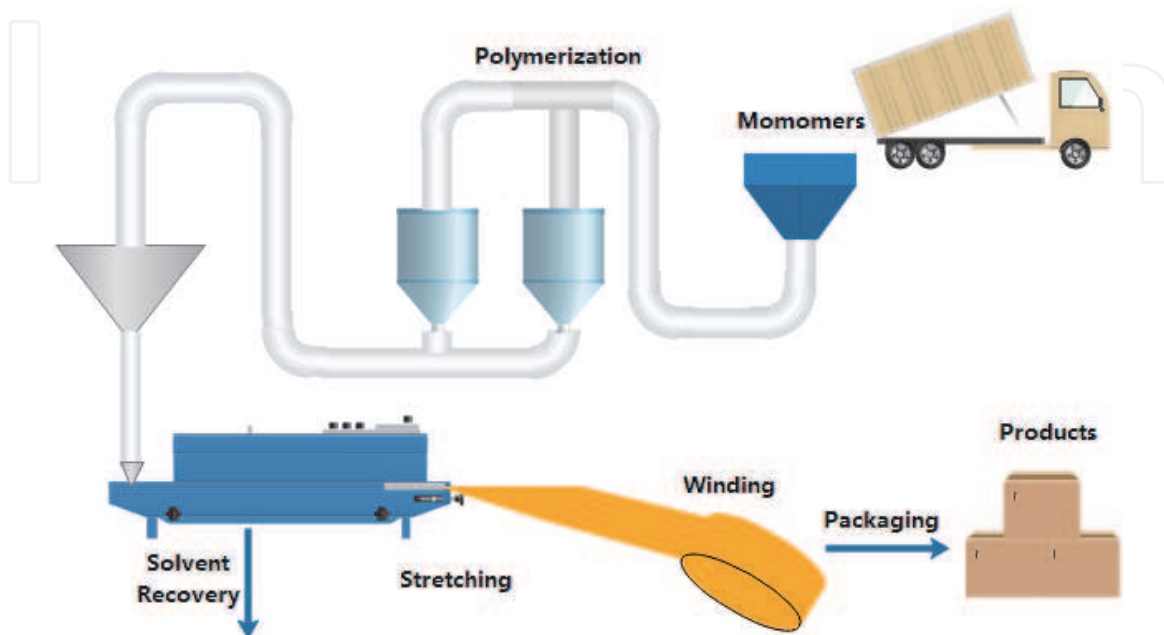 Polymerization
Momomers
Products
Winding
Packaging
Solvent
Recovery
Stretching